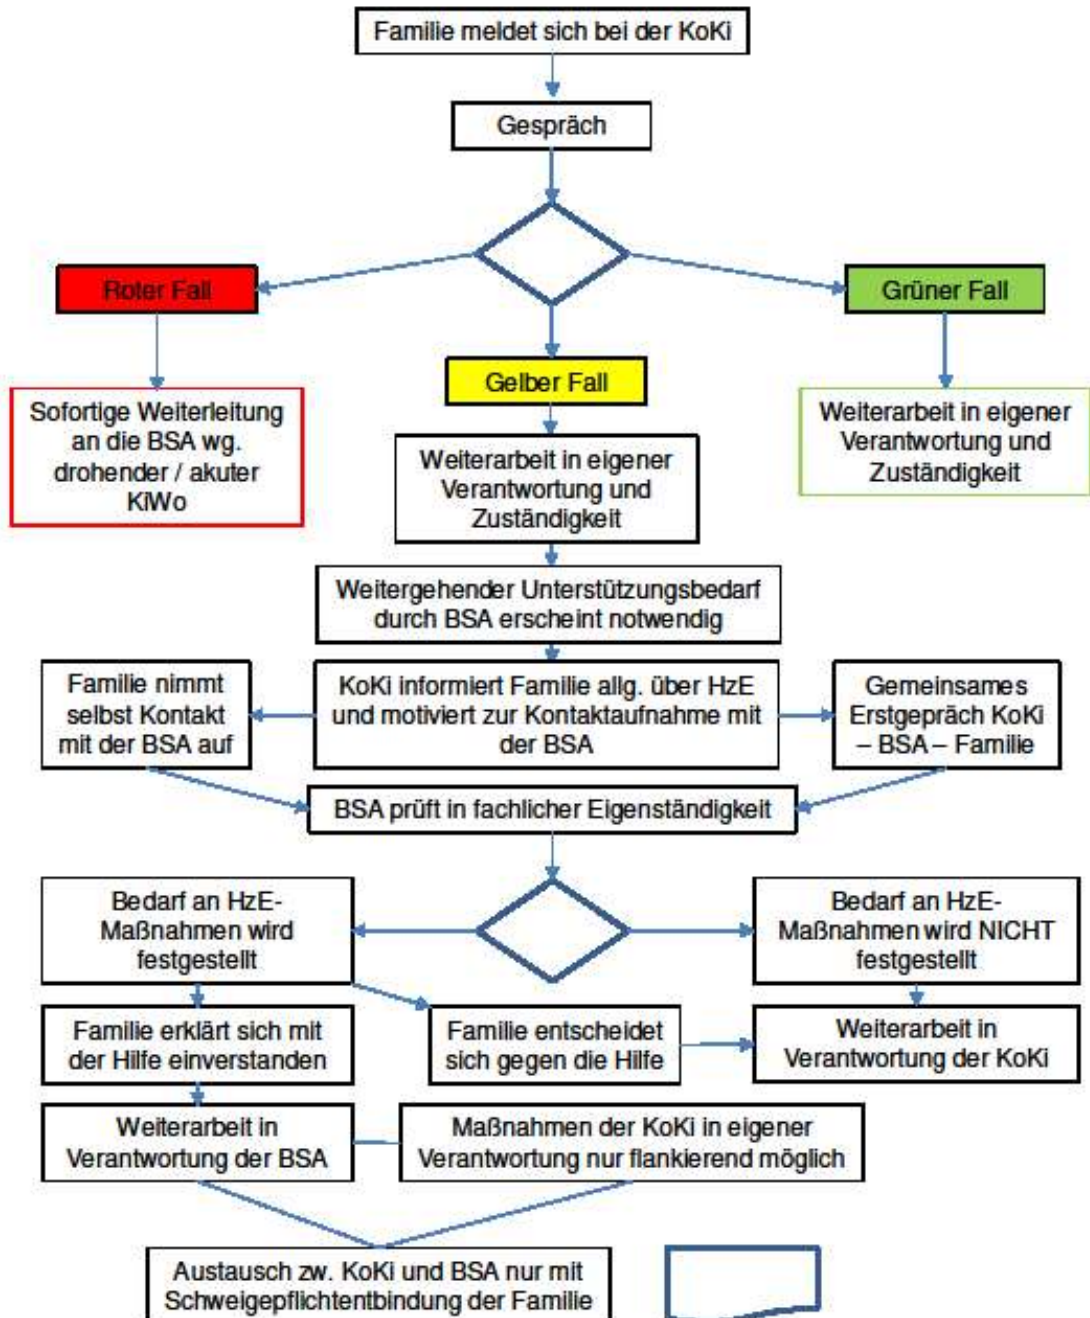 Familie meldet sich bei der KoKi
Gespräch
Roter Fall
Grüner Fall
Gelber Fall
Sofortige Weiterleitung
an die BSA wg.
drohender / akuter
KiWo
Weiterarbeit in eigener
Verantwortung und
Zuständigkeit
Weiterarbeit in eigener
Verantwortung und
Zuständigkeit
Weitergehender Unterstützungsbedarf
durch BSA erscheint notwendig
Familie nimmt
selbst Kontakt
mit der BSA auf
KoKi informiert Familie allg. über HzE
und motiviert zur Kontaktaufnahme mit
der BSA
Gemeinsames
Erstgepräch KoKi
– BSA – Familie
BSA prüft in fachlicher Eigenständigkeit
Bedarf an HzE-
Maßnahmen wird
festgestellt
Bedarf an HzE-
Maßnahmen wird NICHT
festgestellt
Familie erklärt sich mit
der Hilfe einverstanden
Familie entscheidet
sich gegen die Hilfe
Weiterarbeit in
Verantwortung der KoKi
Weiterarbeit in
Verantwortung der BSA
Maßnahmen der KoKi in eigener
Verantwortung nur flankierend möglich
Austausch zw. KoKi und BSA nur mit
Schweigepflichtentbindung der Familie